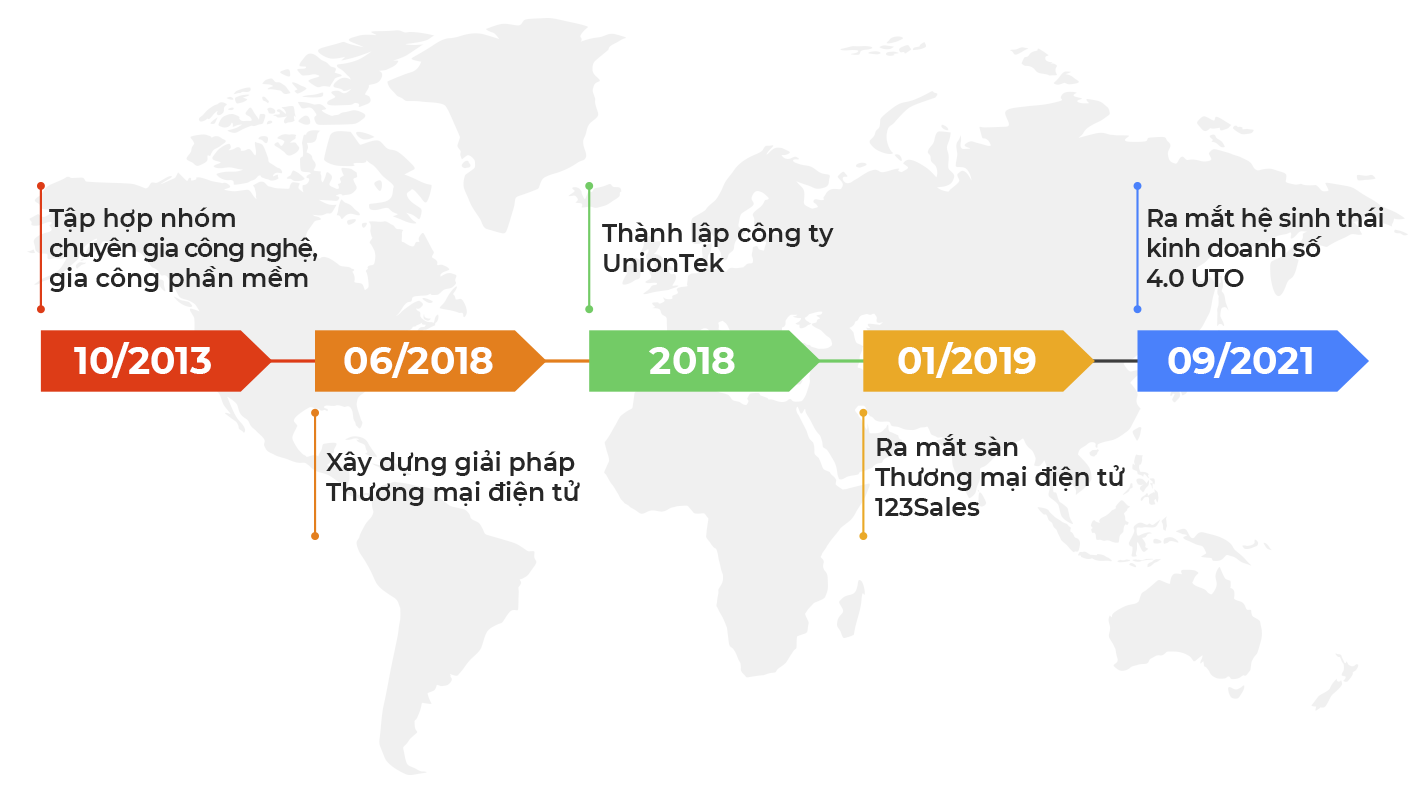 Tập hợp nhóm
chuyên gia công nghệ,
gia công phần mềm
Thành lập công ty
UnionTek
Ra mắt hệ sinh thái
kinh doanh số
4.0 UTO
10/2013
06/2018
2018
01/2019
09/2021
Xây dựng giải pháp
Thương mại điện tử
Ra mắt sàn
Thương mại điện tử
123Sales